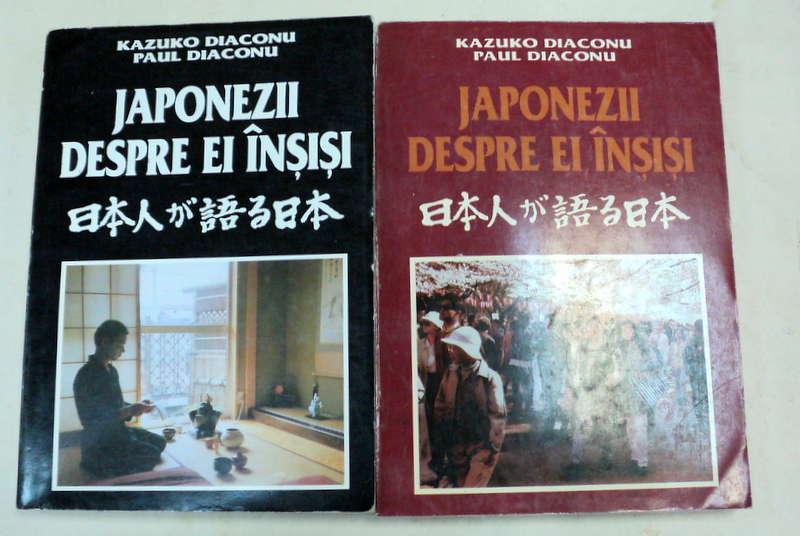 KAZUKO DIACONU
PAUL DIACONU
JAPONEZII
DESPRE EI ÎNȘIȘI
日本人が語る日本
KAZUKO DIACONU
PAUL DIACONU
JAPONEZII
DESPRE EI ÎNȘIȘI
日本人が語る日本